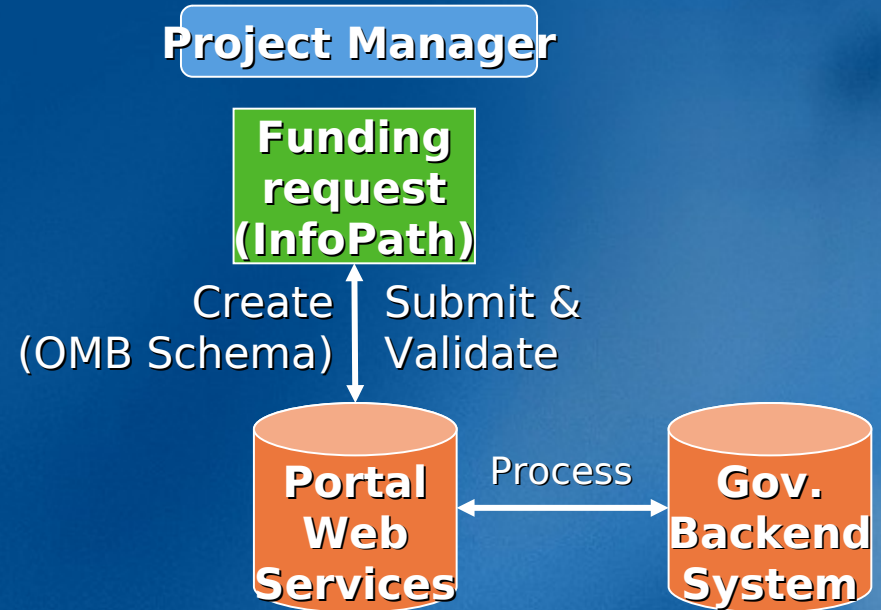 Project Manager
Funding
request
(InfoPath)
Create
(OMB Schema)
Submit &
Validate
Portal
Web
Services
Process
Gov.
Backend
System